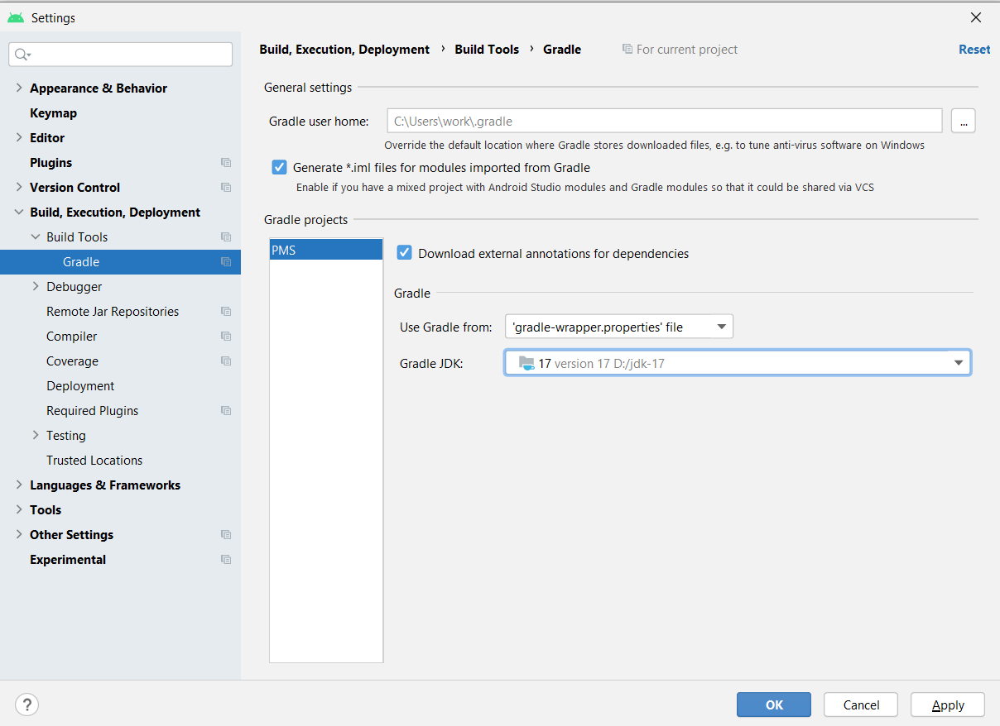 Settings
Appearance & Behavior
Keymap
Editor
Plugins
Version Control
Build, Execution, Deployment
Build Tools
Gradle
Debugger
Remote Jar Repositories
Compiler
Coverage
Deployment
Required Plugins
Testing
Trusted Locations
Languages & Frameworks
Tools
Other Settings
Experimental
Build, Execution, Deployment › Build Tools › Gradle For current project Reset
General settings
Gradle user home: C:\Users\work\.gradle ...
Override the default location where Gradle stores downloaded files, e.g. to tune anti-virus software on Windows
Generate *.iml files for modules imported from Gradle
Enable if you have a mixed project with Android Studio modules and Gradle modules so that it could be shared via VCS
Gradle projects
PMS
Download external annotations for dependencies
Gradle
Use Gradle from: 'gradle-wrapper.properties' file
Gradle JDK: 17 version 17 D:/jdk-17
? OK Cancel Apply